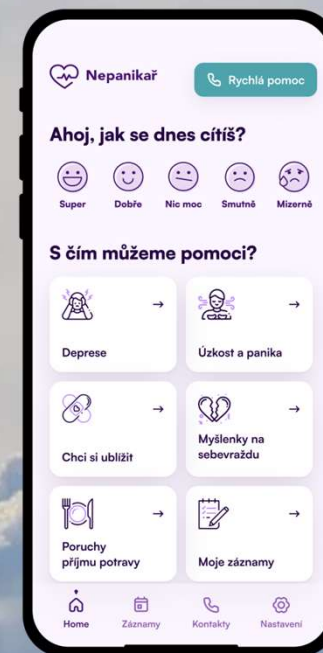 Nepanikař
Rychlá pomoc
Ahoj, jak se dnes cítíš?
Super
Dobře
Nic moc
Smutně
Mizerně
S čím můžeme pomoci?
Deprese
Úzkost a panika
Chci si ublížit
Myšlenky na
sebevraždu
Poruchy
příjmu potravy
Moje záznamy
Home
Záznamy
Kontakty
Nastavení